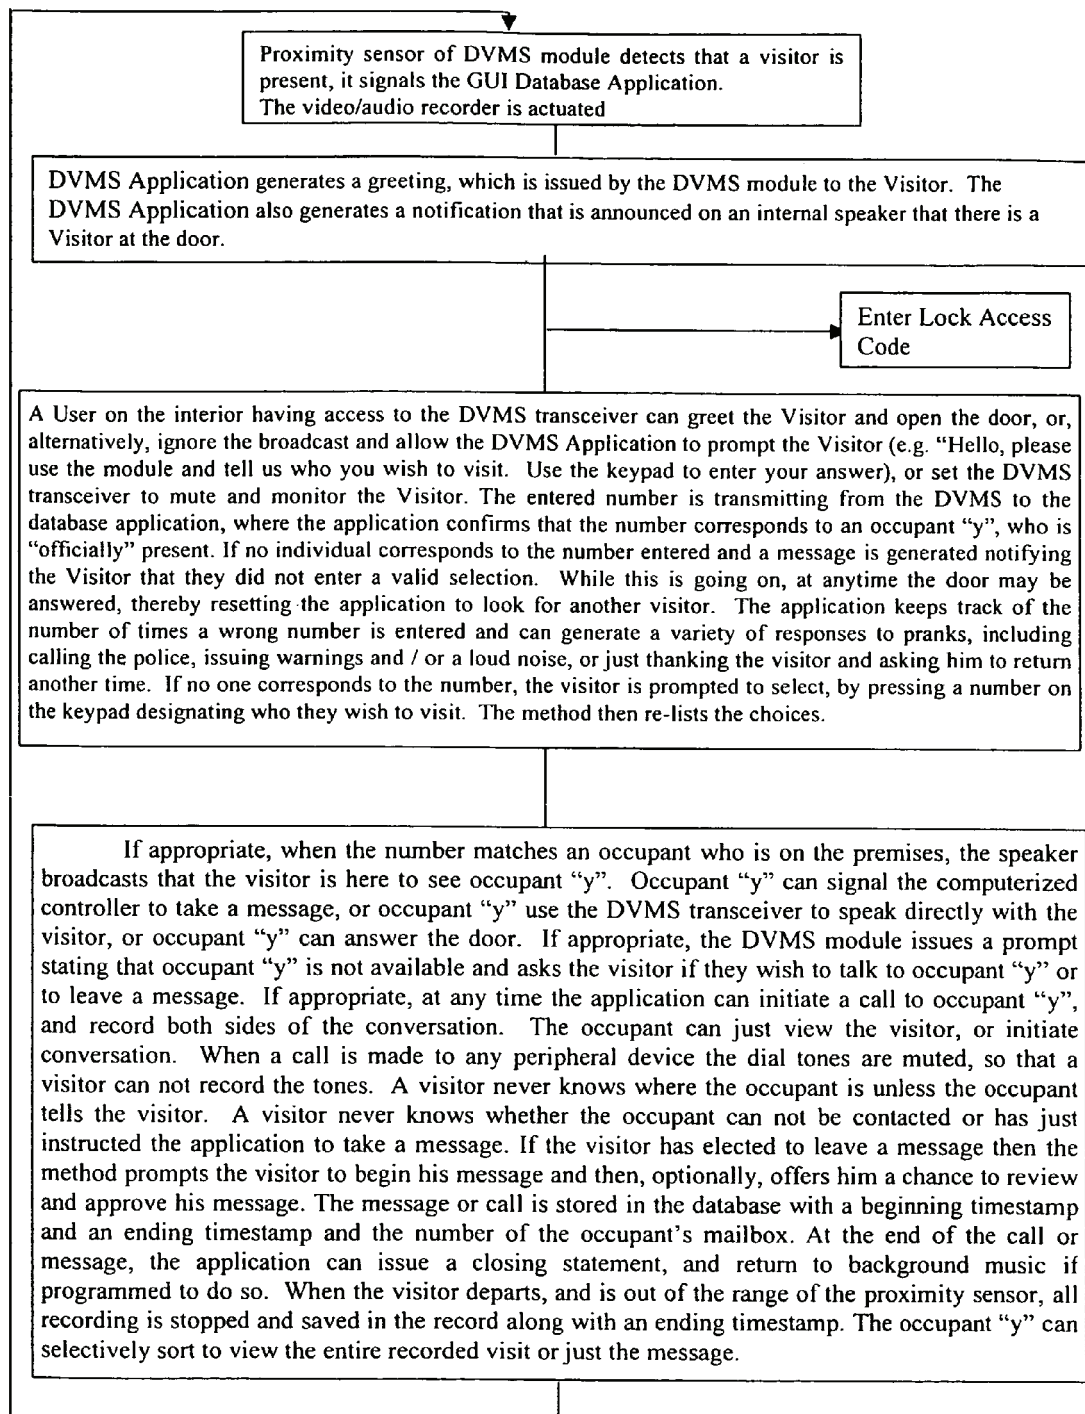 Proximity sensor of DVMS module detects that a visitor is
present, it signals the GUI Database Application.
The video/audio recorder is actuated
DVMS Application generates a greeting, which is issued by the DVMS module to the Visitor. The
DVMS Application also generates a notification that is announced on an internal speaker that there is a
Visitor at the door.
Enter Lock Access
Code
A User on the interior having access to the DVMS transceiver can greet the Visitor and open the door, or,
alternatively, ignore the broadcast and allow the DVMS Application to prompt the Visitor (e.g. “Hello, please
use the module and tell us who you wish to visit. Use the keypad to enter your answer), or set the DVMS
transceiver to mute and monitor the Visitor. The entered number is transmitting from the DVMS to the
database application, where the application confirms that the number corresponds to an occupant “y”, who is
“officially” present. If no individual corresponds to the number entered and a message is generated notifying
the Visitor that they did not enter a valid selection. While this is going on, at anytime the door may be
answered, thereby resetting the application to look for another visitor. The application keeps track of the
number of times a wrong number is entered and can generate a variety of responses to pranks, including
calling the police, issuing warnings and / or a loud noise, or just thanking the visitor and asking him to return
another time. If no one corresponds to the number, the visitor is prompted to select, by pressing a number on
the keypad designating who they wish to visit. The method then re-lists the choices.
If appropriate, when the number matches an occupant who is on the premises, the speaker
broadcasts that the visitor is here to see occupant “y”. Occupant “y” can signal the computerized
controller to take a message, or occupant “y” use the DVMS transceiver to speak directly with the
visitor, or occupant “y” can answer the door. If appropriate, the DVMS module issues a prompt
stating that occupant “y” is not available and asks the visitor if they wish to talk to occupant “y” or
to leave a message. If appropriate, at any time the application can initiate a call to occupant “y”,
and record both sides of the conversation. The occupant can just view the visitor, or initiate
conversation. When a call is made to any peripheral device the dial tones are muted, so that a
visitor can not record the tones. A visitor never knows where the occupant is unless the occupant
tells the visitor. A visitor never knows whether the occupant can not be contacted or has just
instructed the application to take a message. If the visitor has elected to leave a message then the
method prompts the visitor to begin his message and then, optionally, offers him a chance to review
and approve his message. The message or call is stored in the database with a beginning timestamp
and an ending timestamp and the number of the occupant’s mailbox. At the end of the call or
message, the application can issue a closing statement, and return to background music if
programmed to do so. When the visitor departs, and is out of the range of the proximity sensor, all
recording is stopped and saved in the record along with an ending timestamp. The occupant “y” can
selectively sort to view the entire recorded visit or just the message.